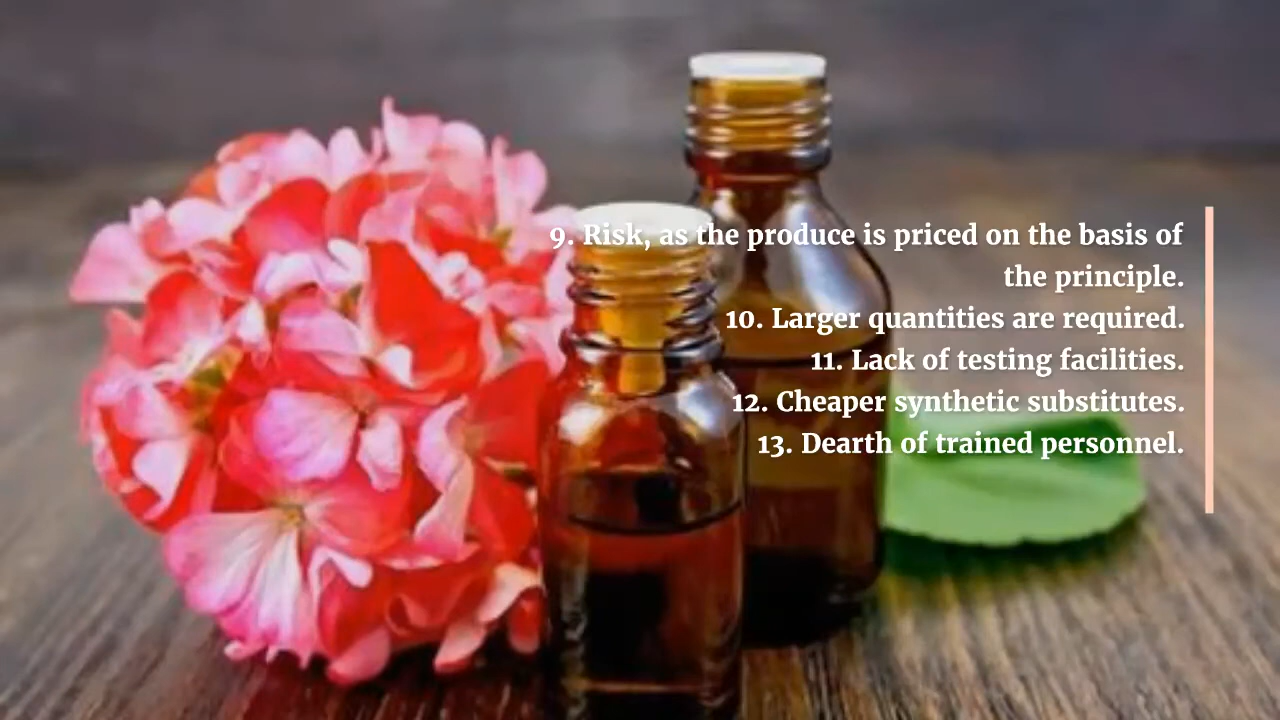 9. Risk, as the produce is priced on the basis of
the principle.
10. Larger quantities are required.
11. Lack of testing facilities.
12. Cheaper synthetic substitutes.
13. Dearth of trained personnel.